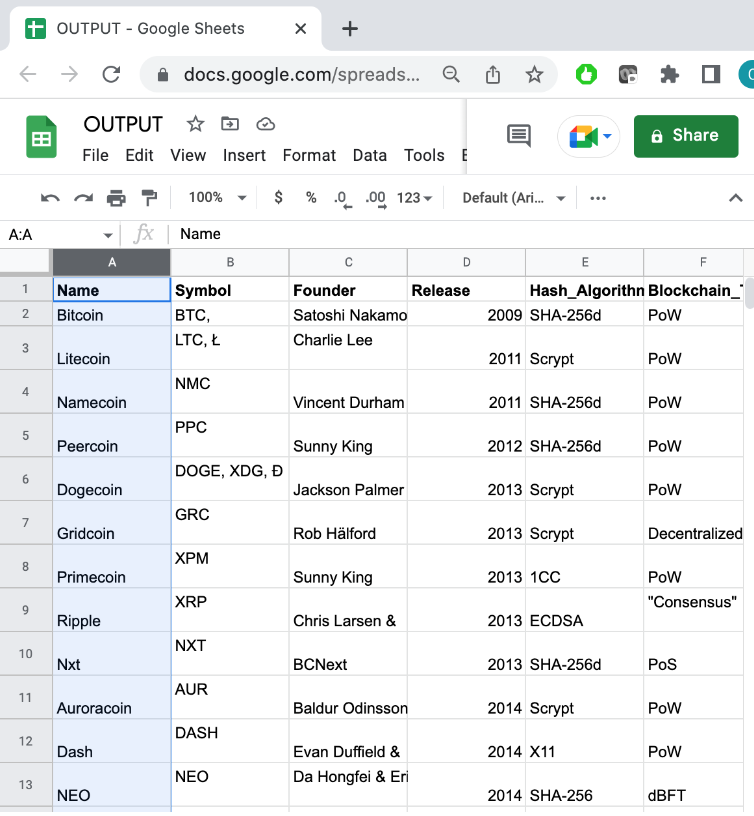 OUTPUT - Google Sheets
docs.google.com/spreads...
OUTPUT
File Edit View Insert Format Data Tools
Share
100% $ % .0 .00 123 Default (Ari... ...
A:A fx Name
A B C D E F
1 Name Symbol Founder Release Hash_Algorithm Blockchain_
2 Bitcoin BTC, Satoshi Nakamo 2009 SHA-256d PoW
3 Litecoin LTC, Ł Charlie Lee 2011 Scrypt PoW
4 Namecoin NMC Vincent Durham 2011 SHA-256d PoW
5 Peercoin PPC Sunny King 2012 SHA-256d PoW
6 Dogecoin DOGE, XDG, Ð Jackson Palmer 2013 Scrypt PoW
7 Gridcoin GRC Rob Hälford 2013 Scrypt Decentralized
8 Primecoin XPM Sunny King 2013 1CC PoW
9 Ripple XRP Chris Larsen & 2013 ECDSA "Consensus"
10 Nxt NXT BCNext 2013 SHA-256d PoS
11 Auroracoin AUR Baldur Odinsson 2014 Scrypt PoW
12 Dash DASH Evan Duffield & 2014 X11 PoW
13 NEO NEO Da Hongfei & Eri 2014 SHA-256 dBFT